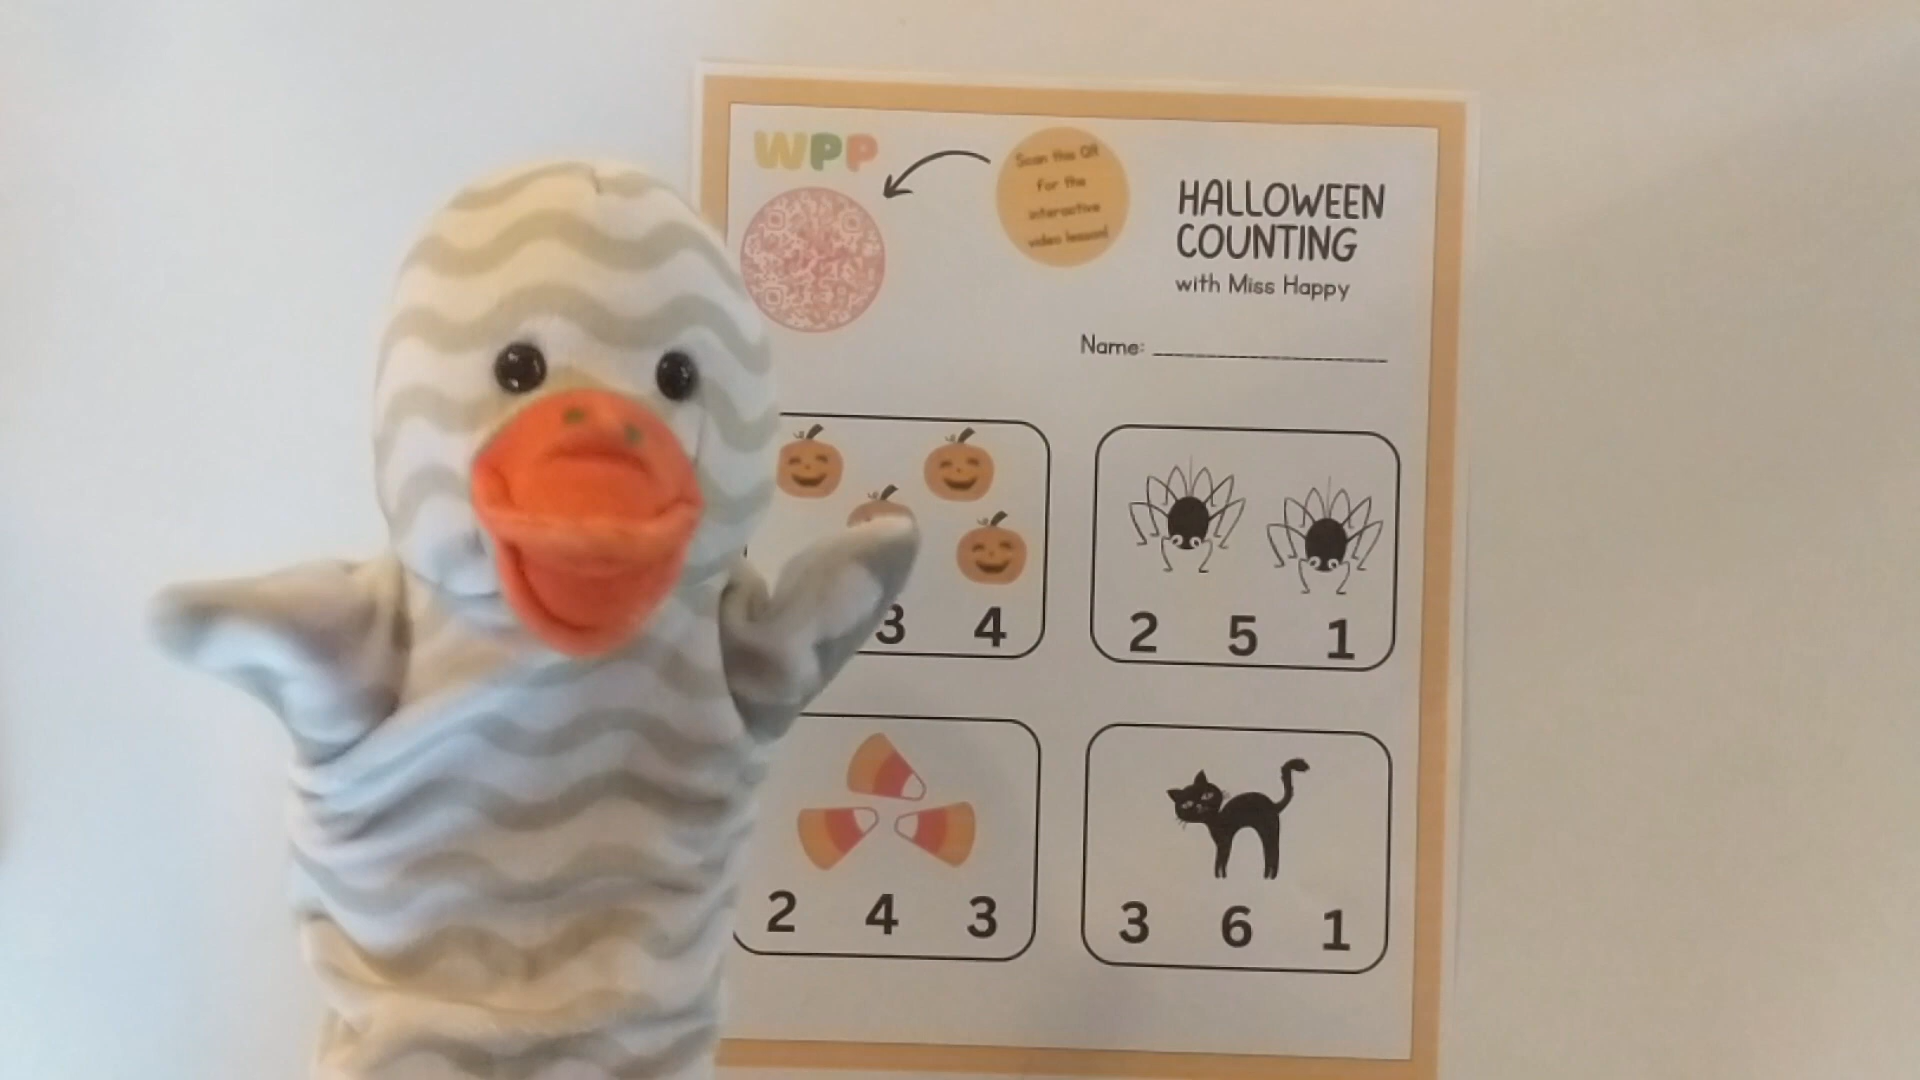 WPP
Scan the QR
for the
interactive
video lesson!
HALLOWEEN
COUNTING
with Miss Happy
Name:
3 4
2 5 1
2 4 3
3 6 1